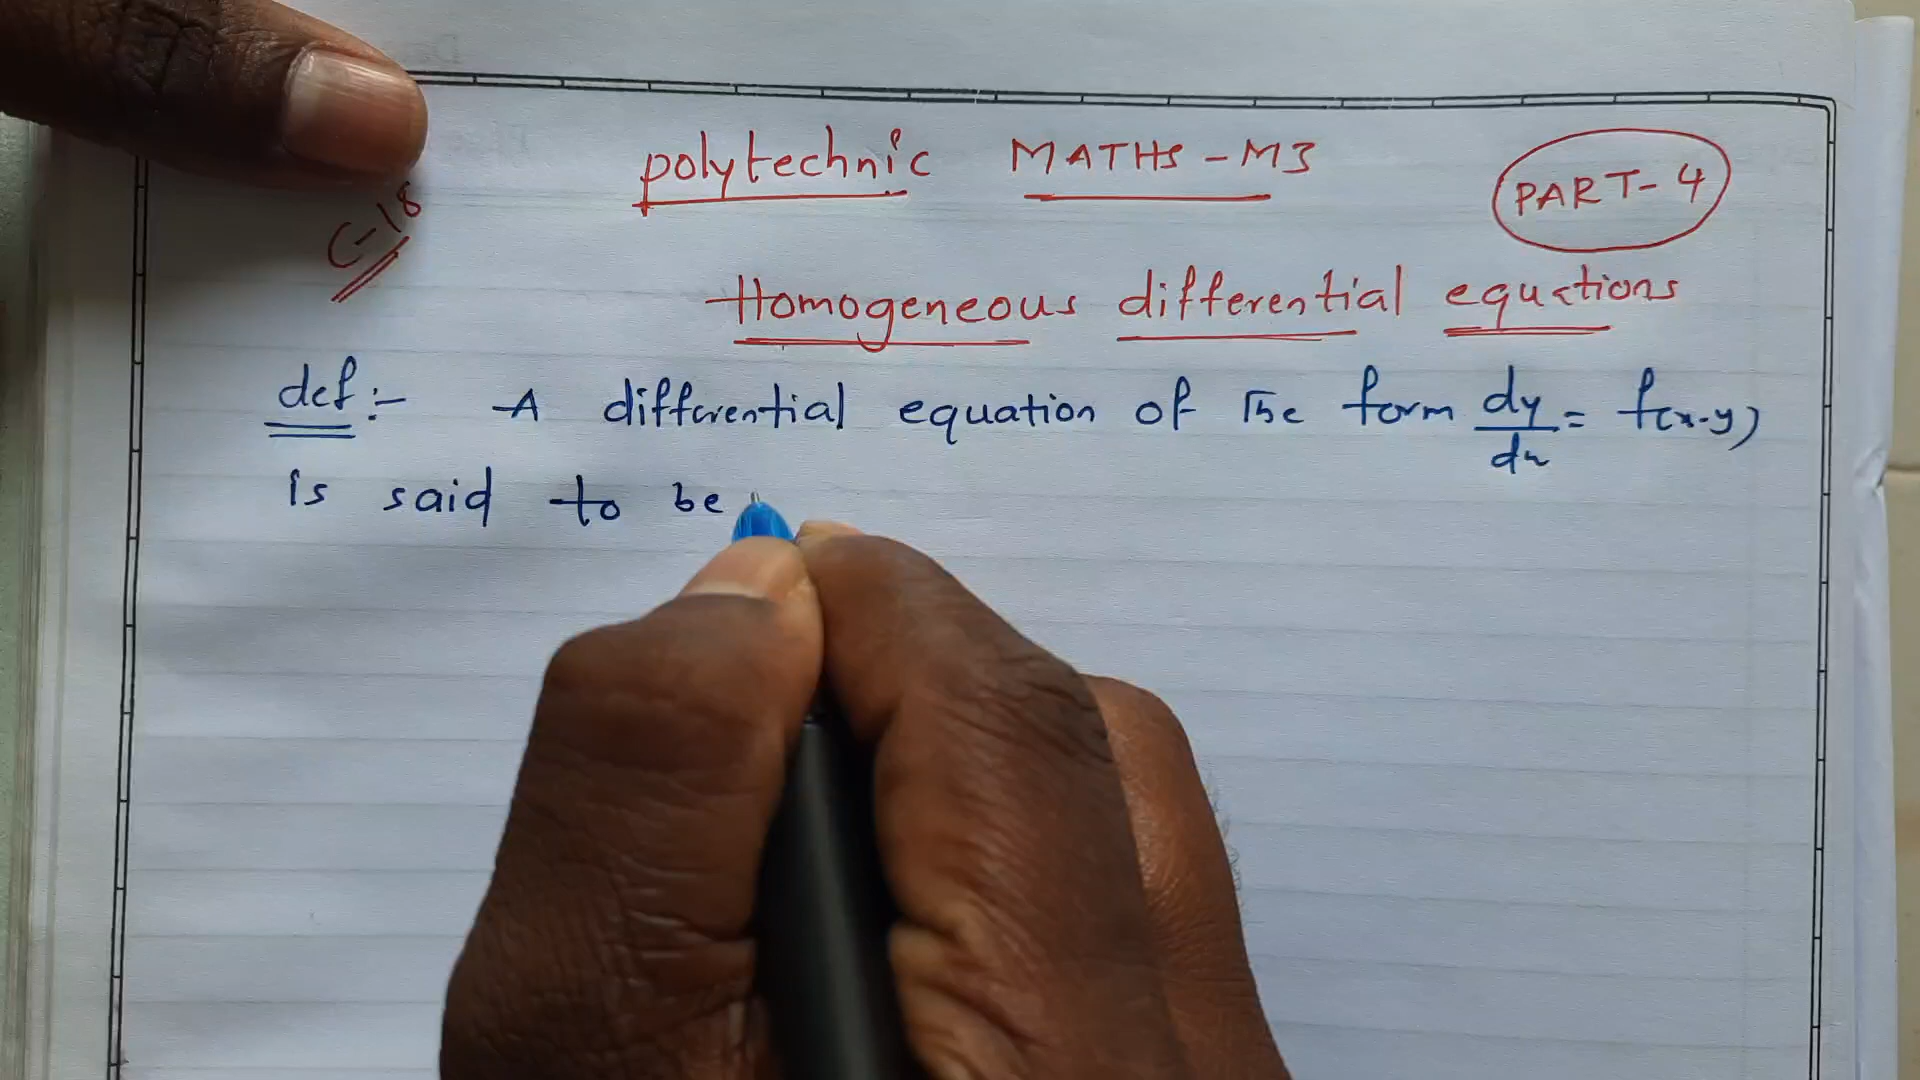 polytechnic MATHS - M3
PART-4
C-18
Homogeneous differential equations
def:- A differential equation of the form dy/dx = f(x-y)
is said to be